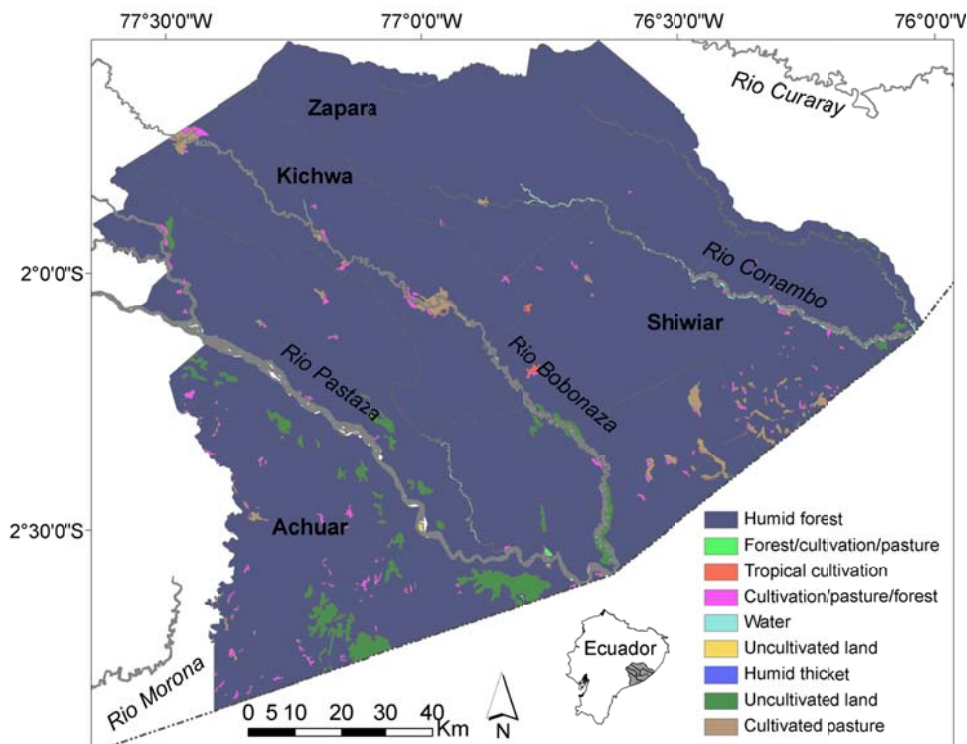 77°30'0"W 77°0'0"W 76°30'0"W 76°0'0"W
Rio Curaray
Zapara
Kichwa
2°0'0"S
Rio Conambo
Shiwiar
Rio Pastaza
Rio Bobonaza
2°30'0"S
Achuar
Humid forest
Forest/cultivation/pasture
Tropical cultivation
Cultivation/pasture/forest
Water
Uncultivated land
Humid thicket
Uncultivated land
Cultivated pasture
Ecuador
Rio Morona
N
0 5 10 20 30 40
Km